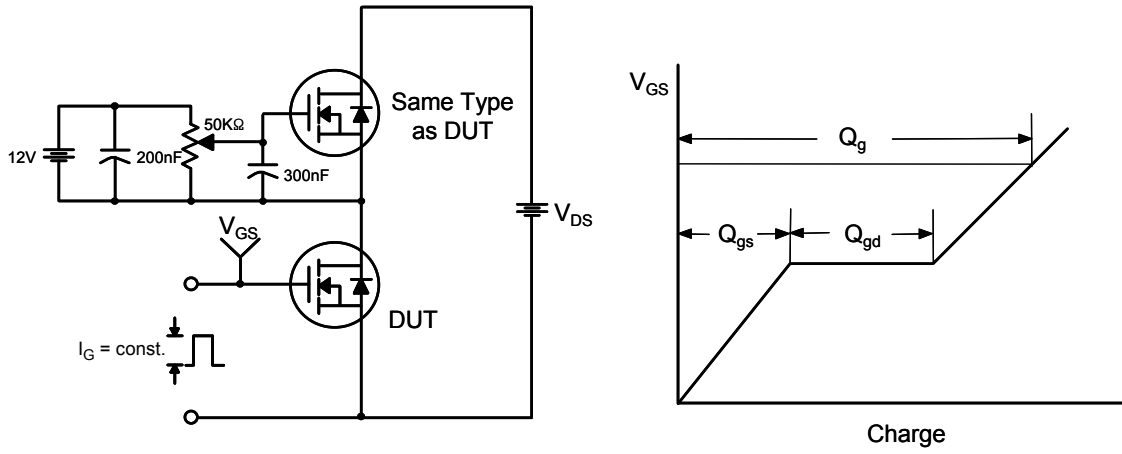 Same Type
as DUT
50KΩ
12V
200nF
300nF
V_GS
V_DS
DUT
I_G = const.
V_GS
Q_g
Q_gs
Q_gd
Charge